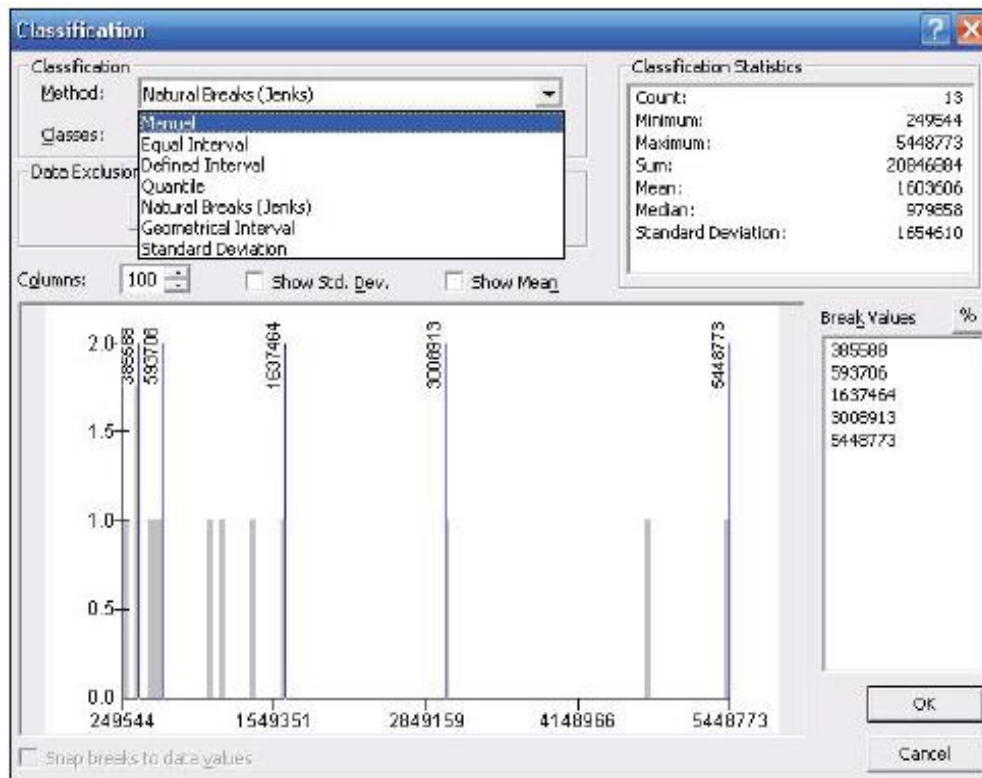 Classification
Classification
Method: Natural Breaks (Jenks)
Classes:
Manual
Equal Interval
Defined Interval
Quantile
Natural Breaks (Jenks)
Geometrical Interval
Standard Deviation
Data Exclusion
Classification Statistics
Count: 13
Minimum: 249544
Maximum: 5448773
Sum: 20846884
Mean: 1603606
Median: 979858
Standard Deviation: 1654610
Columns: 100 Show Std. Dev. Show Mean
Break Values %
385588
593706
1637464
3008913
5448773
385588
593706
1637464
3008913
5448773
2.0
1.5
1.0
0.5
0.0
249544 1549351 2849159 4148966 5448773
Snap breaks to data values
OK
Cancel